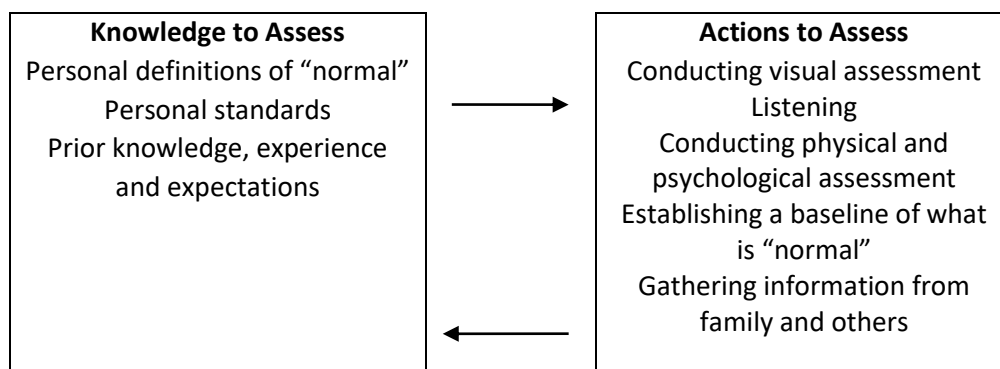 Knowledge to Assess
Personal definitions of “normal”
Personal standards
Prior knowledge, experience
and expectations
Actions to Assess
Conducting visual assessment
Listening
Conducting physical and
psychological assessment
Establishing a baseline of what
is “normal”
Gathering information from
family and others